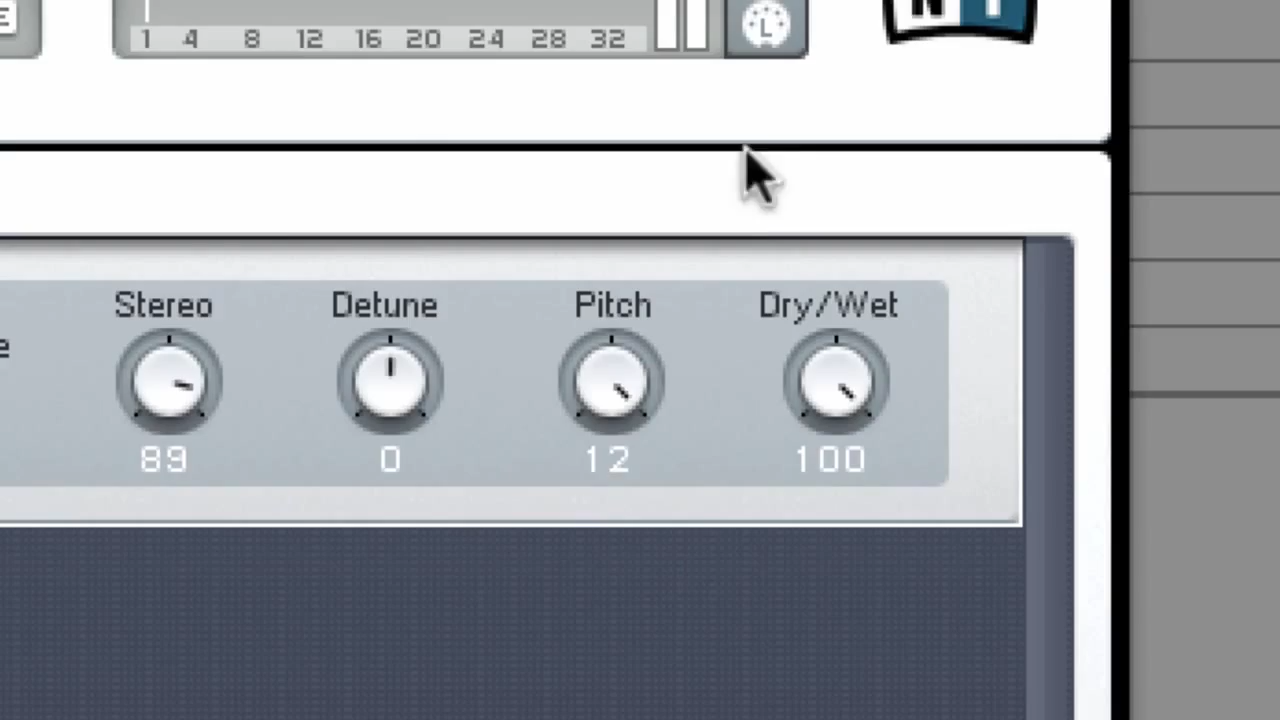 E
N I
1 4 8 12 16 20 24 28 32
L
Stereo Detune Pitch Dry/Wet
e
89 0 12 100